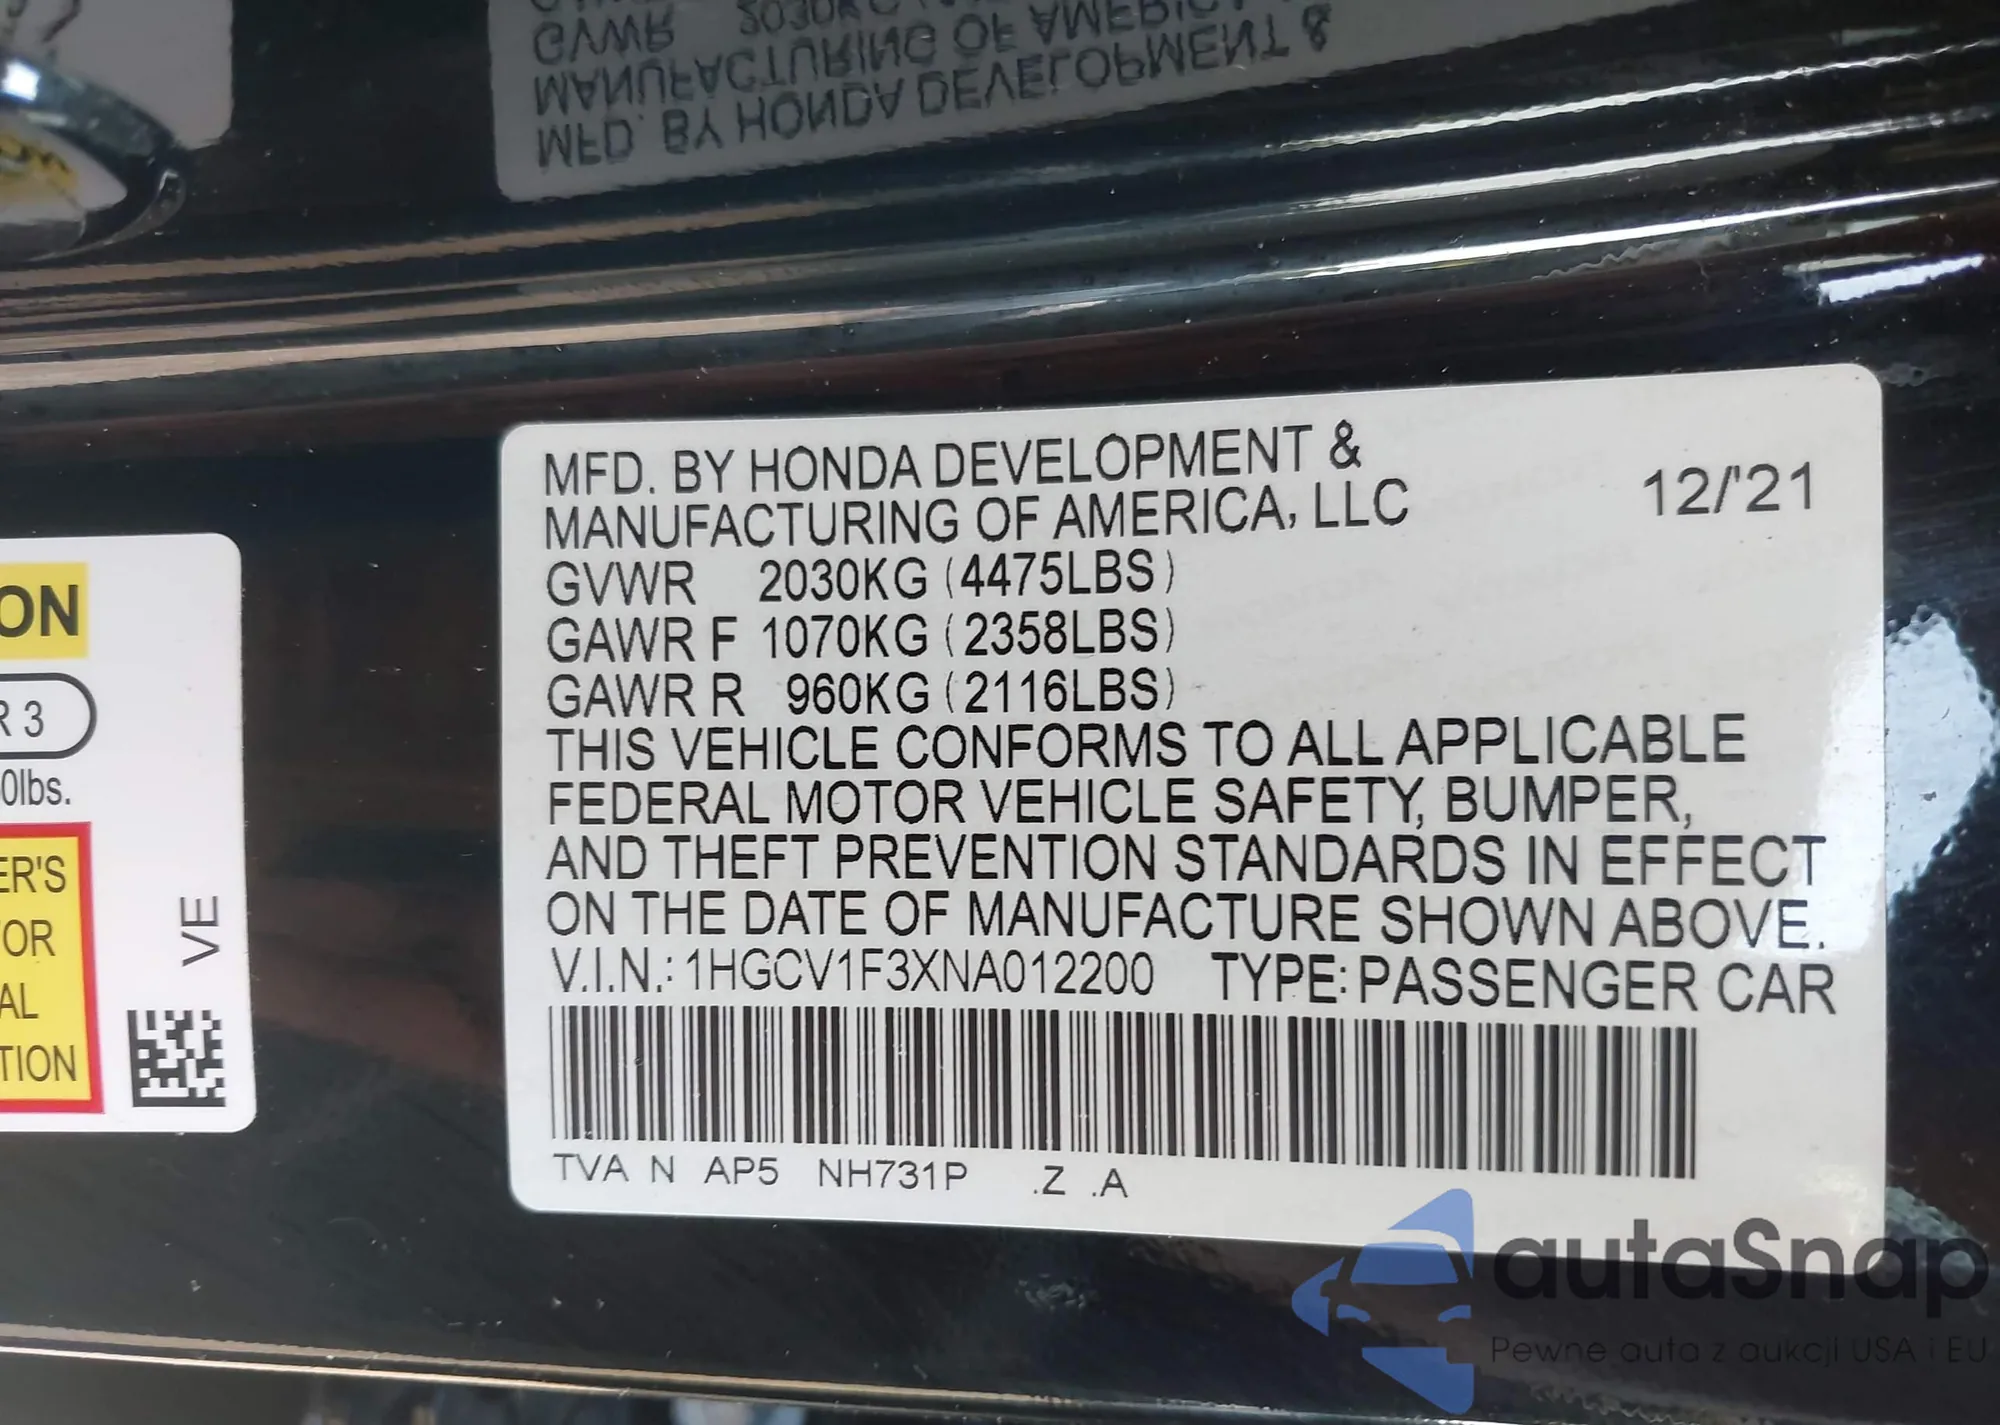 MFD. BY HONDA DEVELOPMENT &
MANUFACTURING OF AMERICA, LLC
12/'21
GVWR 2030KG (4475LBS)
GAWR F 1070KG (2358LBS)
GAWR R 960KG (2116LBS)
THIS VEHICLE CONFORMS TO ALL APPLICABLE
FEDERAL MOTOR VEHICLE SAFETY, BUMPER,
AND THEFT PREVENTION STANDARDS IN EFFECT
ON THE DATE OF MANUFACTURE SHOWN ABOVE.
V.I.N.: 1HGCV1F3XNA012200 TYPE: PASSENGER CAR
TVA N AP5 NH731P .Z .A
ON
R 3
0lbs.
ER'S
OR
AL
TION
VE
MFD. BY HONDA DEVELOPMENT &
MANUFACTURING OF AMERICA
GVWR 2030KG
autaSnap
Pewne auta z aukcji USA i EU